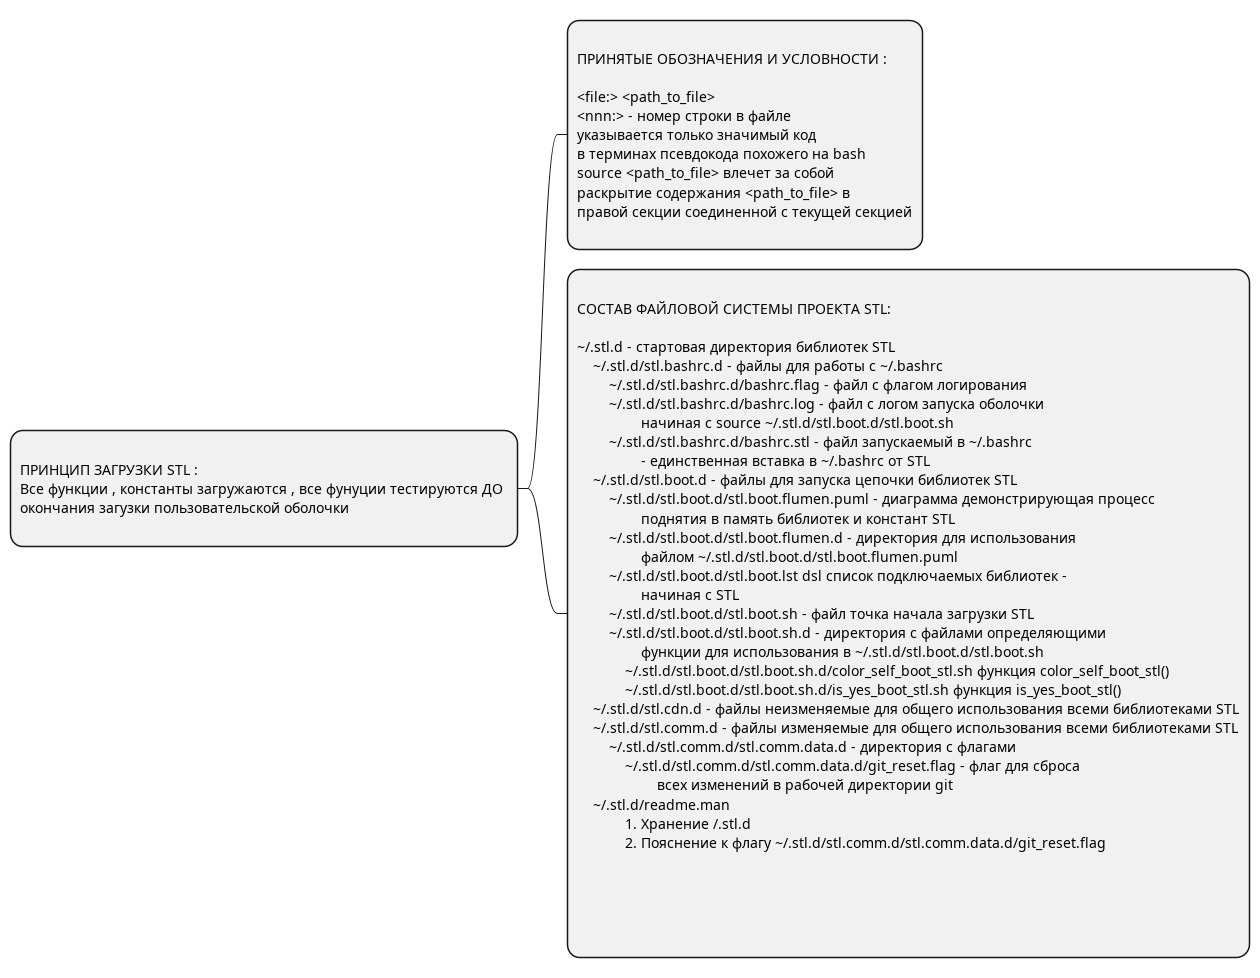 ПРИНЯТЫЕ ОБОЗНАЧЕНИЯ И УСЛОВНОСТИ :
<file:> <path_to_file>
<nnn:> - номер строки в файле
указывается только значимый код
в терминах псевдокода похожего на bash
source <path_to_file> влечет за собой
раскрытие содержания <path_to_file> в
правой секции соединенной с текущей секцией
ПРИНЦИП ЗАГРУЗКИ STL :
Все функции , константы загружаются , все фунуции тестируются ДО
окончания загузки пользовательской оболочки
СОСТАВ ФАЙЛОВОЙ СИСТЕМЫ ПРОЕКТА STL:
~/.stl.d - стартовая директория библиотек STL
~/.stl.d/stl.bashrc.d - файлы для работы с ~/.bashrc
~/.stl.d/stl.bashrc.d/bashrc.flag - файл с флагом логирования
~/.stl.d/stl.bashrc.d/bashrc.log - файл с логом запуска оболочки
начиная с source ~/.stl.d/stl.boot.d/stl.boot.sh
~/.stl.d/stl.bashrc.d/bashrc.stl - файл запускаемый в ~/.bashrc
- единственная вставка в ~/.bashrc от STL
~/.stl.d/stl.boot.d - файлы для запуска цепочки библиотек STL
~/.stl.d/stl.boot.d/stl.boot.flumen.puml - диаграмма демонстрирующая процесс
поднятия в память библиотек и констант STL
~/.stl.d/stl.boot.d/stl.boot.flumen.d - директория для использования
файлом ~/.stl.d/stl.boot.d/stl.boot.flumen.puml
~/.stl.d/stl.boot.d/stl.boot.lst dsl список подключаемых библиотек -
начиная с STL
~/.stl.d/stl.boot.d/stl.boot.sh - файл точка начала загрузки STL
~/.stl.d/stl.boot.d/stl.boot.sh.d - директория с файлами определяющими
функции для использования в ~/.stl.d/stl.boot.d/stl.boot.sh
~/.stl.d/stl.boot.d/stl.boot.sh.d/color_self_boot_stl.sh функция color_self_boot_stl()
~/.stl.d/stl.boot.d/stl.boot.sh.d/is_yes_boot_stl.sh функция is_yes_boot_stl()
~/.stl.d/stl.cdn.d - файлы неизменяемые для общего использования всеми библиотеками STL
~/.stl.d/stl.comm.d - файлы изменяемые для общего использования всеми библиотеками STL
~/.stl.d/stl.comm.d/stl.comm.data.d - директория с флагами
~/.stl.d/stl.comm.d/stl.comm.data.d/git_reset.flag - флаг для сброса
всех изменений в рабочей директории git
~/.stl.d/readme.man
1. Хранение /.stl.d
2. Пояснение к флагу ~/.stl.d/stl.comm.d/stl.comm.data.d/git_reset.flag